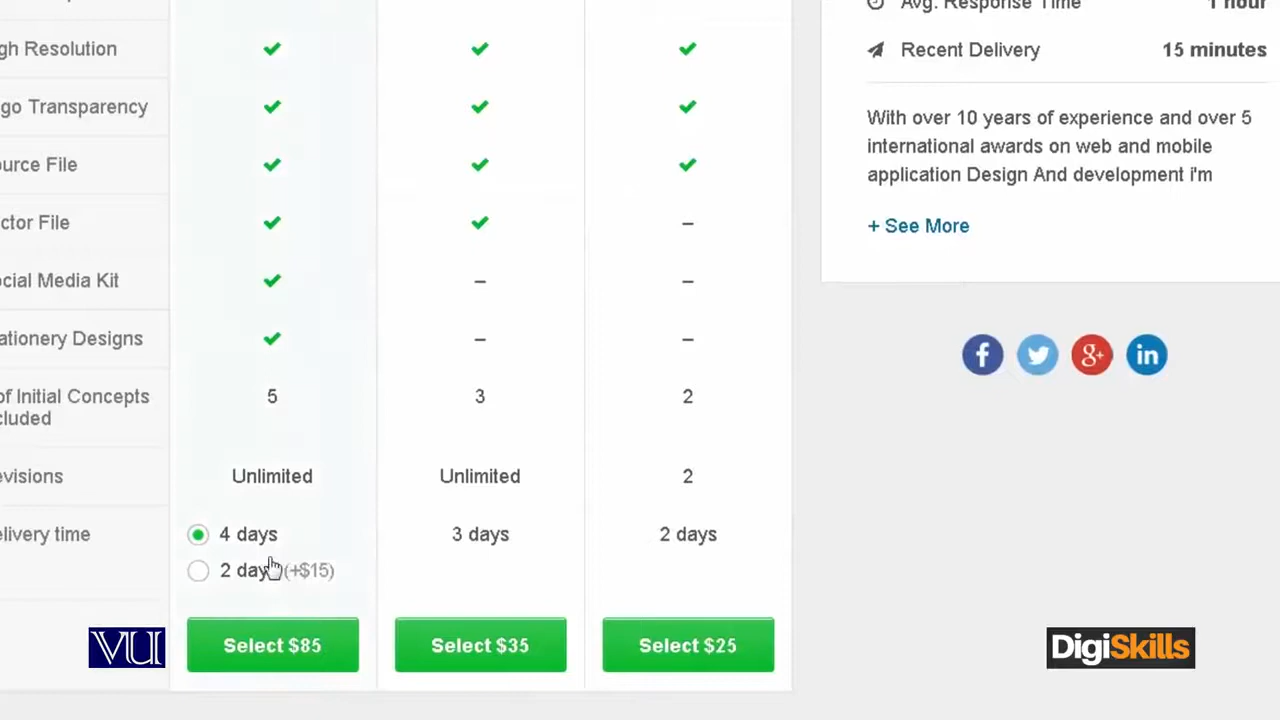 Avg. Response Time 1 hour
gh Resolution
Recent Delivery 15 minutes
go Transparency
With over 10 years of experience and over 5
international awards on web and mobile
application Design And development i'm
+ See More
ource File
ctor File –
ocial Media Kit – –
ationery Designs – –
of Initial Concepts 5 3 2
cluded
evisions Unlimited Unlimited 2
elivery time 4 days 3 days 2 days
2 day (+$15)
Select $85 Select $35 Select $25
f g+ in
VU
DigiSkills